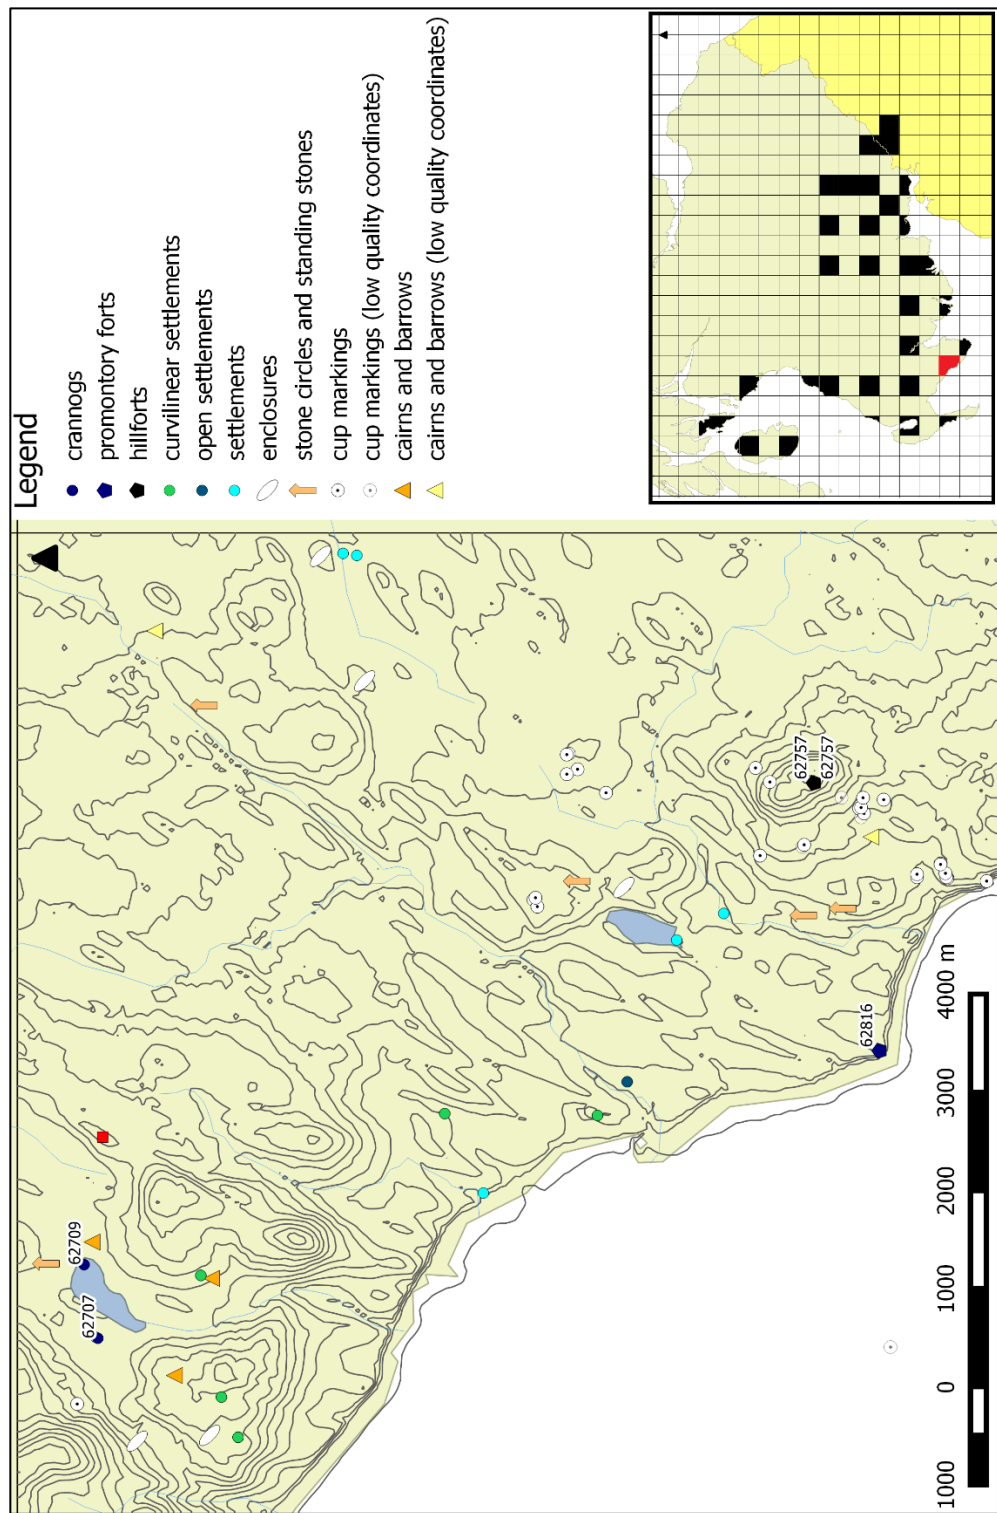 Legend
crannogs
promontory forts
hillforts
curvilinear settlements
open settlements
settlements
enclosures
stone circles and standing stones
cup markings
cup markings (low quality coordinates)
cairns and barrows
cairns and barrows (low quality coordinates)
62707
62709
62757
62757
62816
1000 0 1000 2000 3000 4000 m